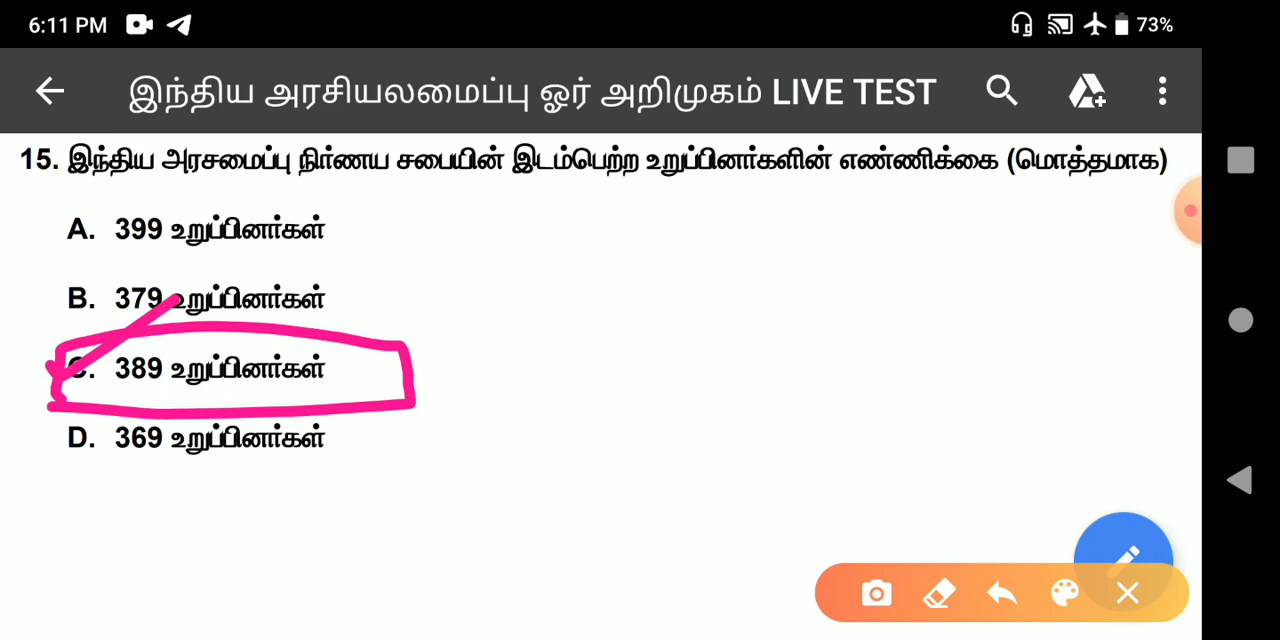 6:11 PM 73%
இந்திய அரசியலமைப்பு ஓர் அறிமுகம் LIVE TEST
15. இந்திய அரசமைப்பு நிர்ணய சபையின் இடம்பெற்ற உறுப்பினர்களின் எண்ணிக்கை (மொத்தமாக)
A. 399 உறுப்பினர்கள்
B. 379 உறுப்பினர்கள்
C. 389 உறுப்பினர்கள்
D. 369 உறுப்பினர்கள்